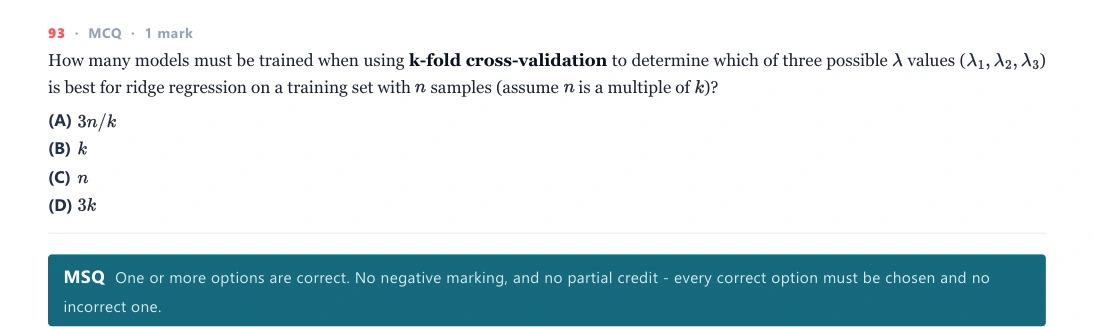 93 · MCQ · 1 mark
How many models must be trained when using k-fold cross-validation to determine which of three possible λ values (λ₁, λ₂, λ₃)
is best for ridge regression on a training set with n samples (assume n is a multiple of k)?
(A) 3n/k
(B) k
(C) n
(D) 3k
MSQ One or more options are correct. No negative marking, and no partial credit - every correct option must be chosen and no
incorrect one.